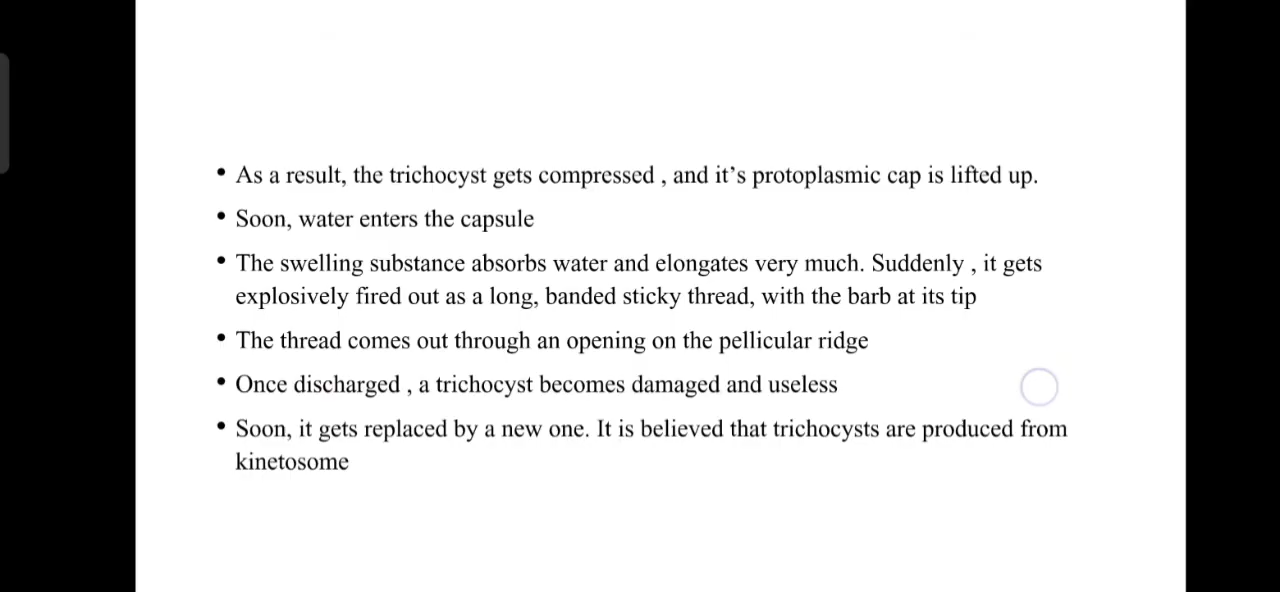 • As a result, the trichocyst gets compressed , and it’s protoplasmic cap is lifted up.
• Soon, water enters the capsule
• The swelling substance absorbs water and elongates very much. Suddenly , it gets
explosively fired out as a long, banded sticky thread, with the barb at its tip
• The thread comes out through an opening on the pellicular ridge
• Once discharged , a trichocyst becomes damaged and useless
• Soon, it gets replaced by a new one. It is believed that trichocysts are produced from
kinetosome